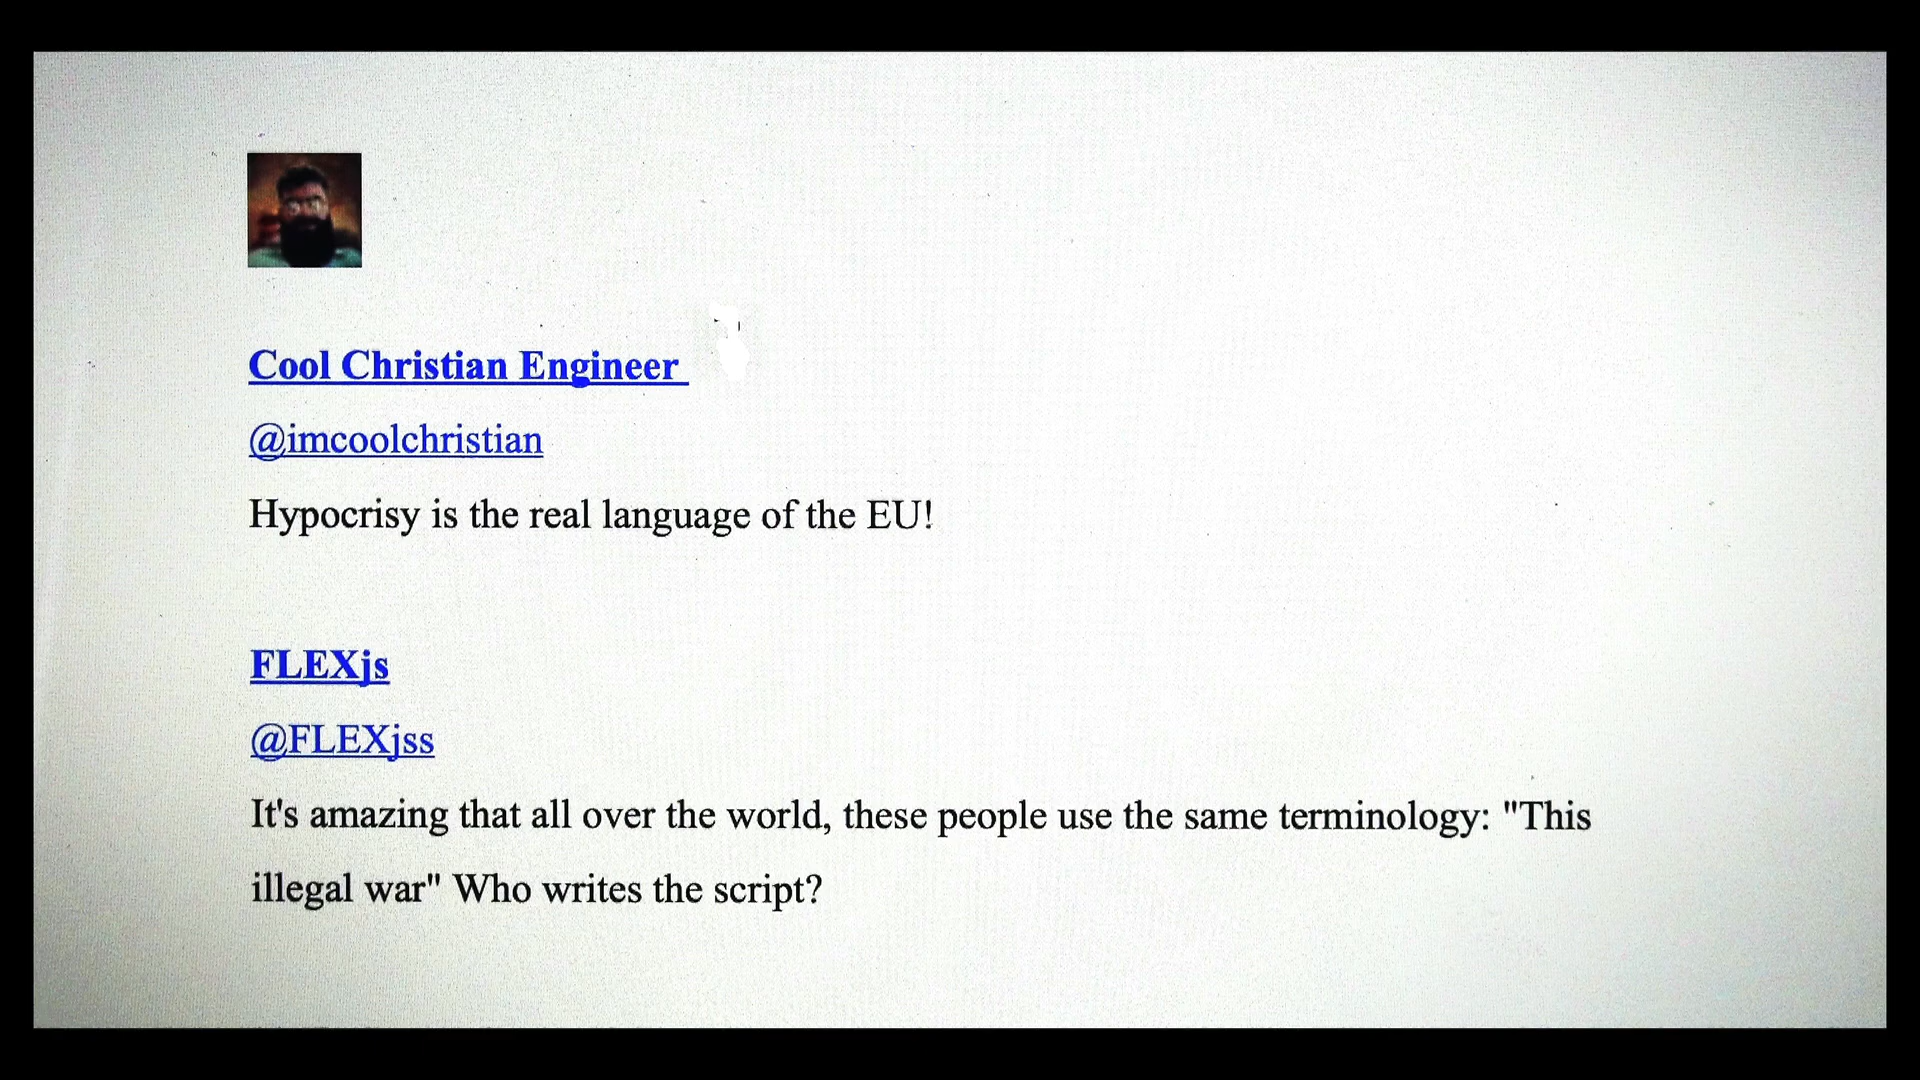 Cool Christian Engineer
@imcoolchristian
Hypocrisy is the real language of the EU!
FLEXjs
@FLEXjss
It's amazing that all over the world, these people use the same terminology: "This
illegal war" Who writes the script?